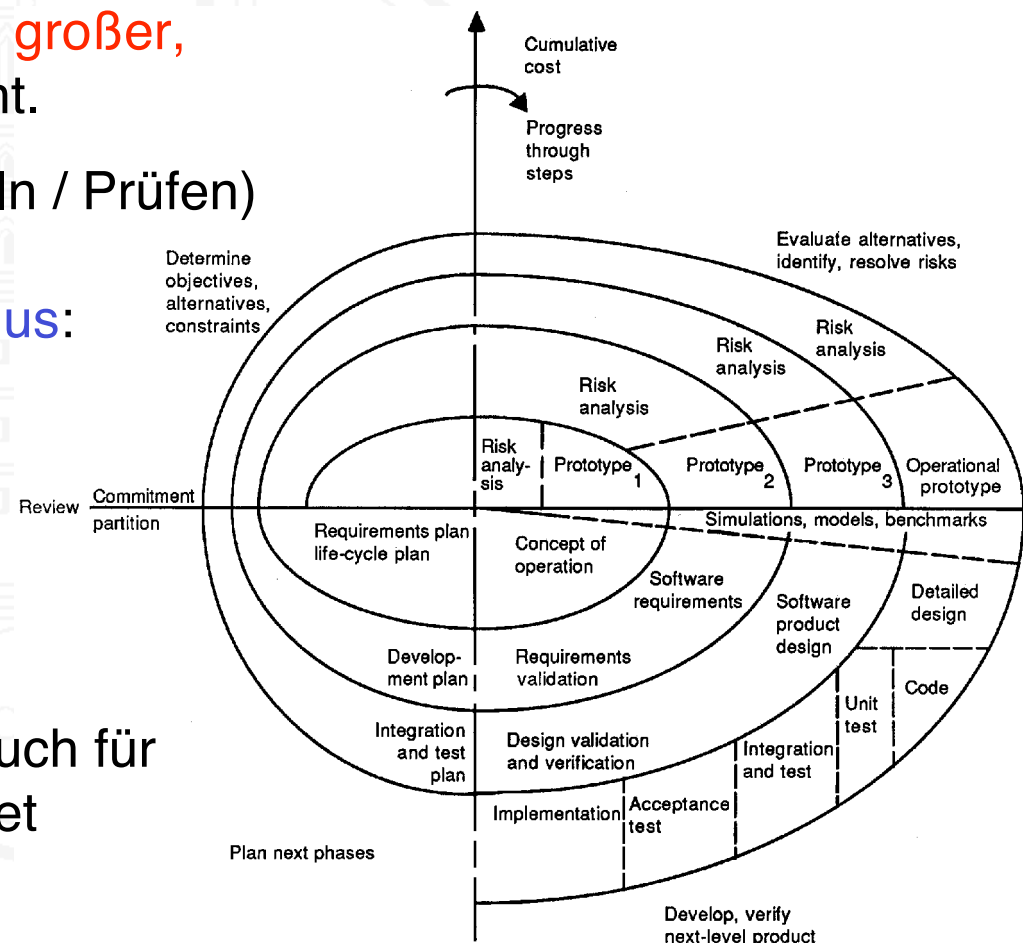 großer,
nt.
ln / Prüfen)
us:
uch für
et
Cumulative
cost
Progress
through
steps
Determine
objectives,
alternatives,
constraints
Evaluate alternatives,
identify, resolve risks
Risk
analysis
Risk
analysis
Risk
analysis
Risk
analy-
sis
Prototype 1
Prototype 2
Prototype 3
Operational
prototype
Review
Commitment
partition
Simulations, models, benchmarks
Requirements plan
life-cycle plan
Concept of
operation
Software
requirements
Software
product
design
Detailed
design
Develop-
ment plan
Requirements
validation
Code
Unit
test
Integration
and test
plan
Design validation
and verification
Integration
and test
Implementation
Acceptance
test
Plan next phases
Develop, verify
next-level product